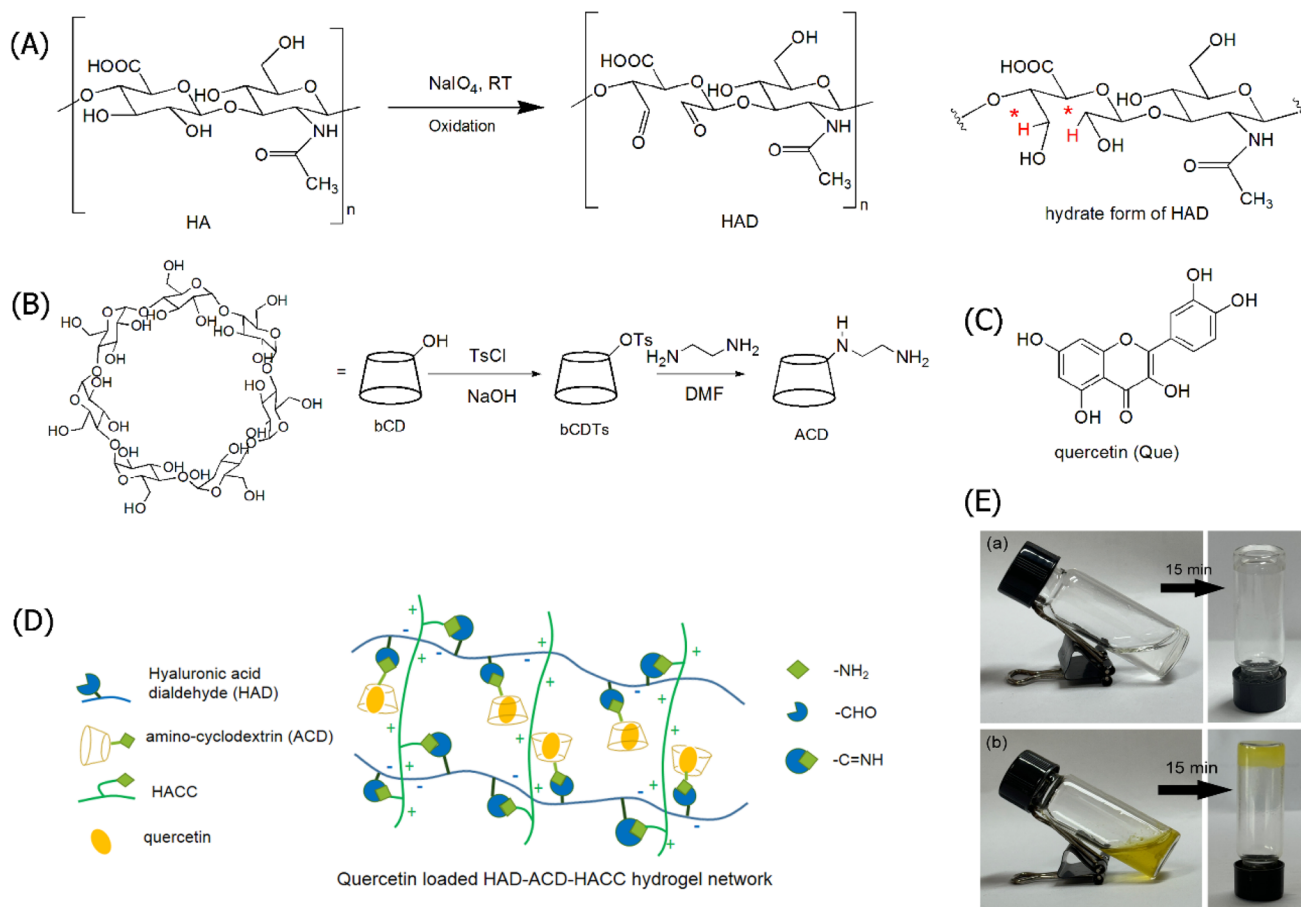 (A)
HOOC
OH
O
HO
O
O
HO
OH
O
NH
O
CH3
n
HA
NaIO4, RT
Oxidation
HOOC
OH
O
O
HO
O
O
O
O
NH
O
CH3
n
HAD
HOOC
OH
O
O
HO
O
O
* H
* H
HO
OH
NH
O
CH3
hydrate form of HAD
(B)
=
OH
bCD
TsCl
NaOH
OTs
bCDTs
H2N
NH2
DMF
H
N
NH2
ACD
(C)
HO
OH
HO
O
OH
OH
O
quercetin (Que)
(D)
Hyaluronic acid
dialdehyde (HAD)
amino-cyclodextrin (ACD)
HACC
quercetin
-NH2
-CHO
-C=NH
Quercetin loaded HAD-ACD-HACC hydrogel network
(E)
(a)
15 min
(b)
15 min